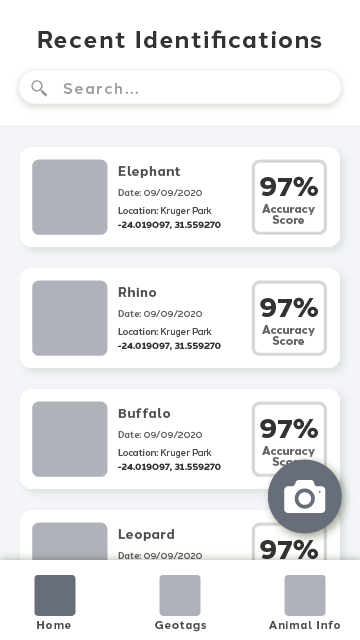 Recent Identifications
Search...
Elephant
Date: 09/09/2020
Location: Kruger Park
-24.019097, 31.559270
97%
Accuracy
Score
Rhino
Date: 09/09/2020
Location: Kruger Park
-24.019097, 31.559270
97%
Accuracy
Score
Buffalo
Date: 09/09/2020
Location: Kruger Park
-24.019097, 31.559270
97%
Accuracy
Score
Leopard
Date: 09/09/2020
97%
Home
Geotags
Animal Info